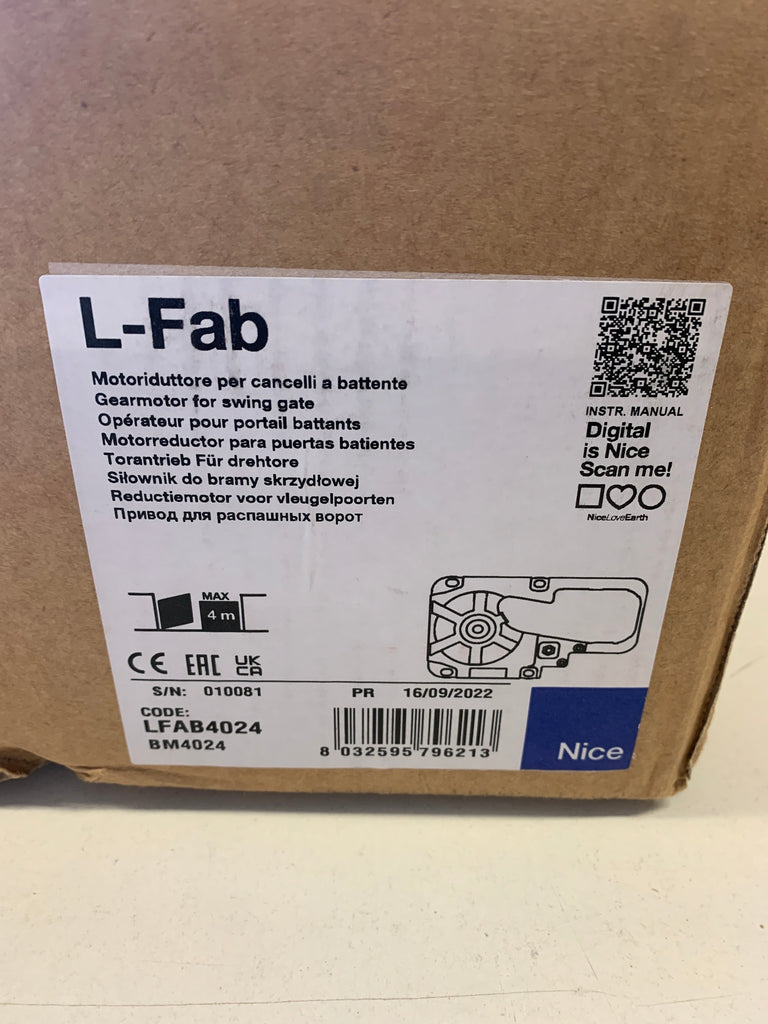 L-Fab
Motoriduttore per cancelli a battente
Gearmotor for swing gate
Opérateur pour portail battants
Motorreductor para puertas batientes
Torantrieb Für drehtore
Siłownik do bramy skrzydłowej
Reductiemotor voor vleugelpoorten
Привод для распашных ворот
INSTR. MANUAL
Digital
is Nice
Scan me!
NiceLoveEarth
MAX
4 m
CE EAC UK
CA
S/N: 010081
PR 16/09/2022
CODE:
LFAB4024
BM4024
8 032595 796213
Nice